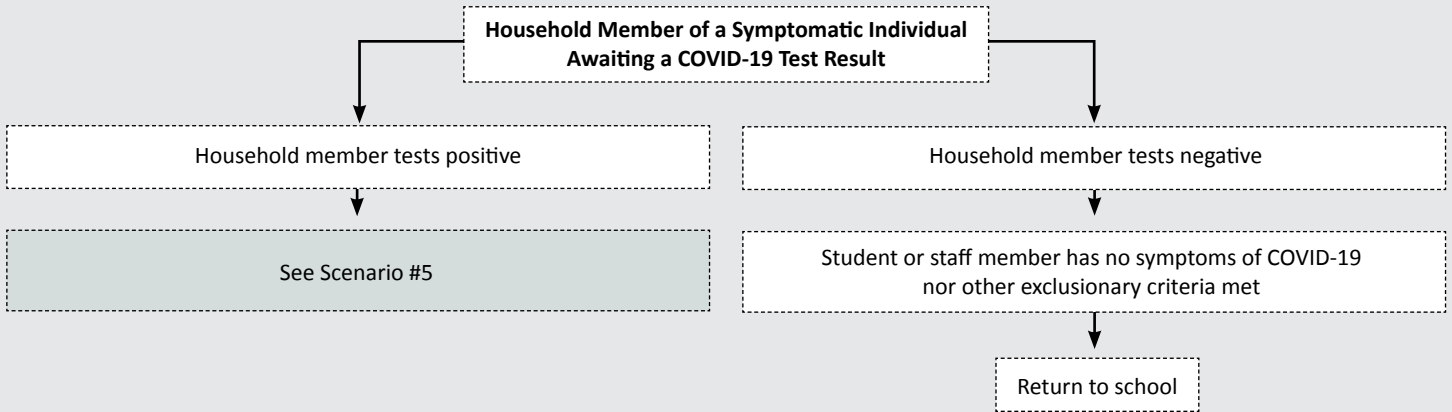 Household Member of a Symptomatic Individual
Awaiting a COVID-19 Test Result
Household member tests positive
Household member tests negative
See Scenario #5
Student or staff member has no symptoms of COVID-19
nor other exclusionary criteria met
Return to school